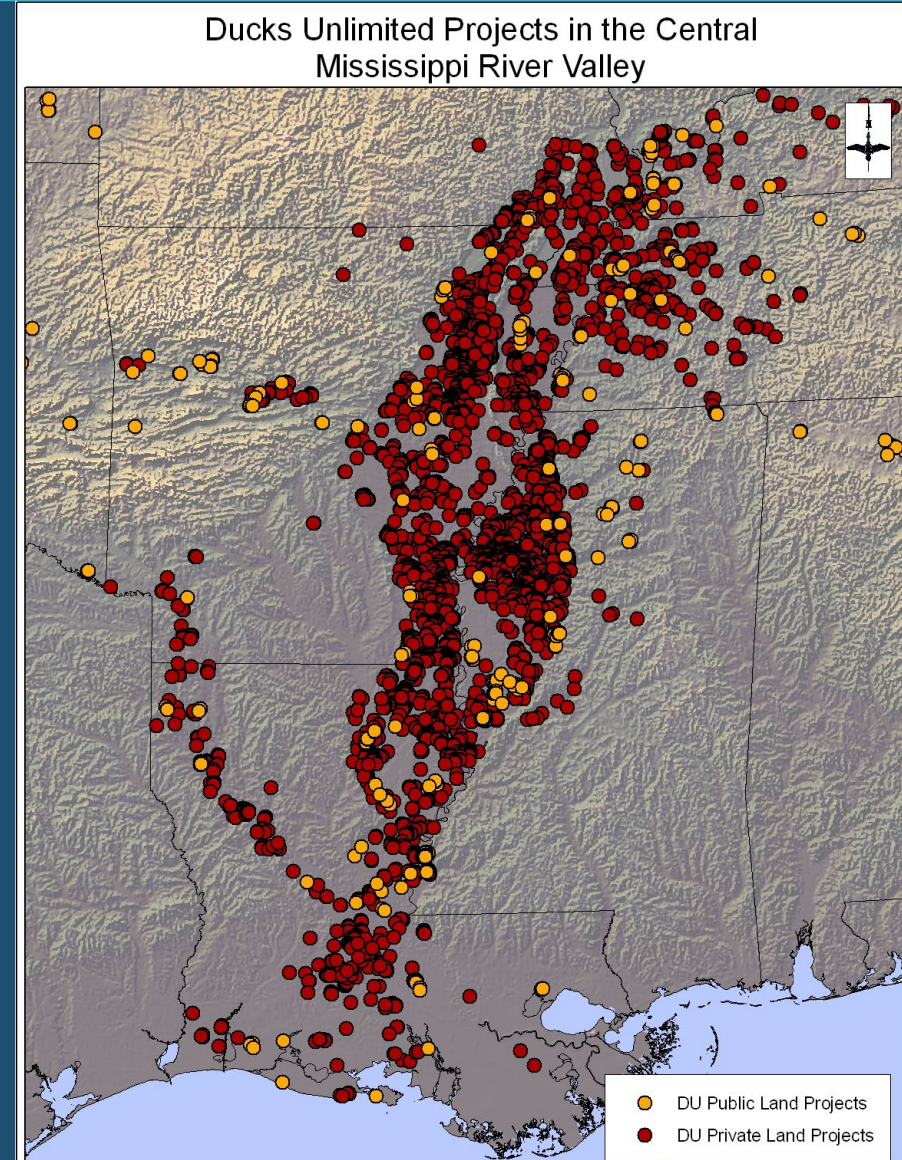 Ducks Unlimited Projects in the Central
Mississippi River Valley
N
DU Public Land Projects
DU Private Land Projects